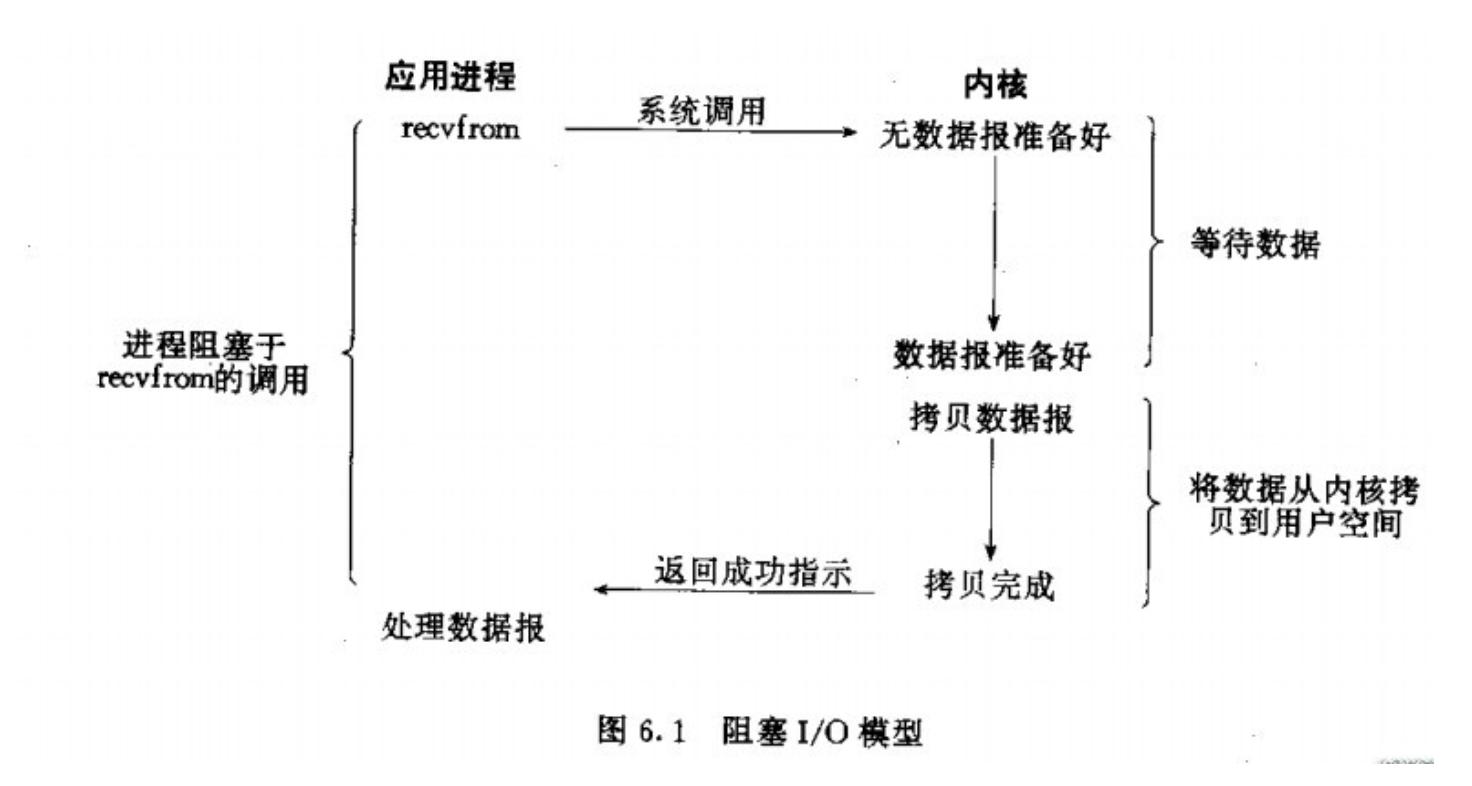 应用进程
内核
recvfrom
系统调用
无数据报准备好
等待数据
进程阻塞于
recvfrom的调用
数据报准备好
拷贝数据报
将数据从内核拷
贝到用户空间
返回成功指示
拷贝完成
处理数据报
图 6.1 阻塞 I/O 模型